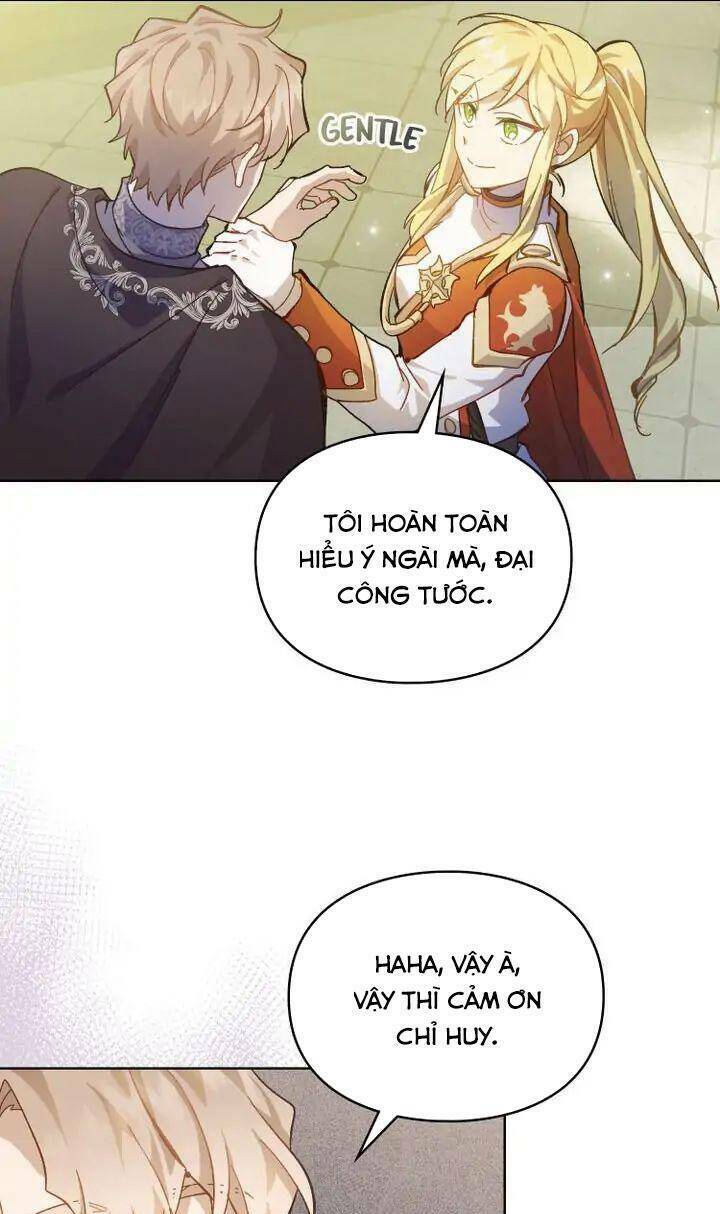 GENTLE
TÔI HOÀN TOÀN
HIỂU Ý NGÀI MÀ, ĐẠI
CÔNG TƯỚC.
HAHA, VẬY À,
VẬY THÌ CẢM ƠN
CHỈ HUY.